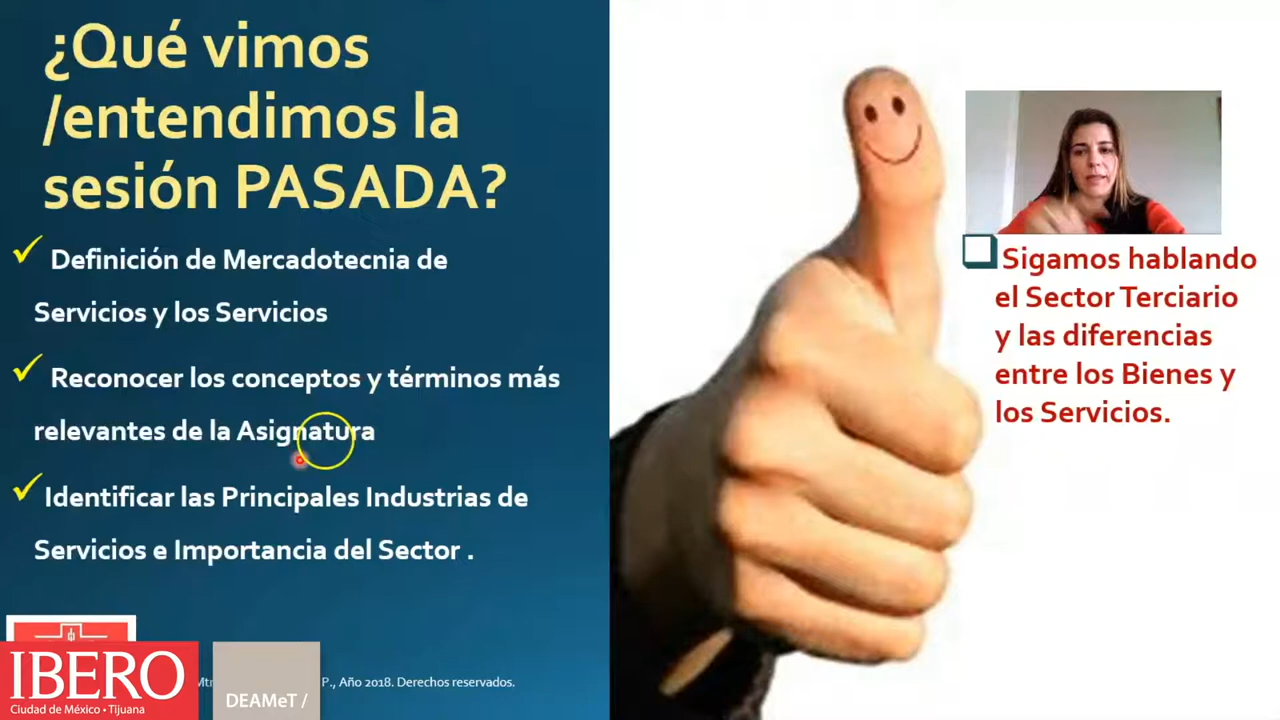 ¿Qué vimos
/entendimos la
sesión PASADA?
Definición de Mercadotecnia de
Servicios y los Servicios
Reconocer los conceptos y términos más
relevantes de la Asignatura
Identificar las Principales Industrias de
Servicios e Importancia del Sector .
Sigamos hablando
el Sector Terciario
y las diferencias
entre los Bienes y
los Servicios.
P., Año 2018. Derechos reservados.
IBERO
Ciudad de México • Tijuana
DEAMeT /